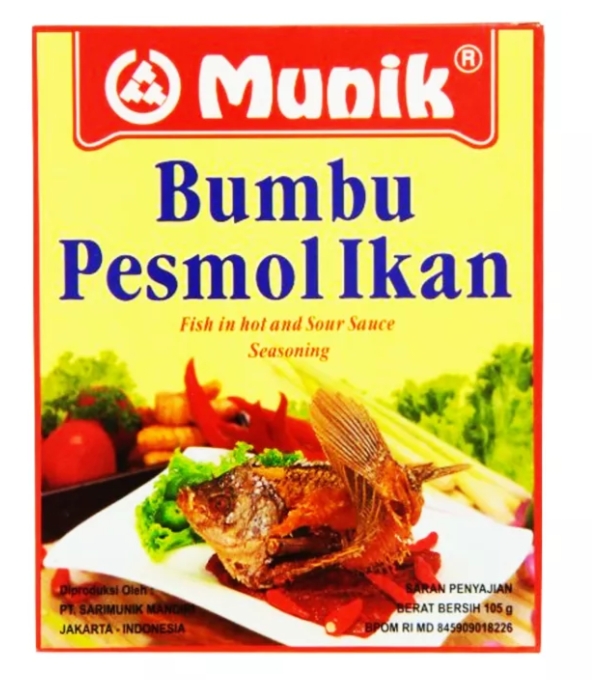 Munik®
Bumbu
Pesmol Ikan
Fish in hot and Sour Sauce
Seasoning
Diproduksi Oleh :
PT. SARIMUNIK MANDIRI
JAKARTA - INDONESIA
SARAN PENYAJIAN
BERAT BERSIH 105 g
BPOM RI MD 845909018226